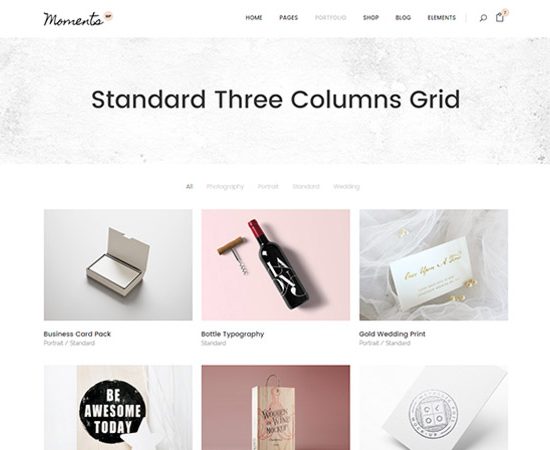 Moments
HOME PAGES PORTFOLIO SHOP BLOG ELEMENTS
2
Standard Three Columns Grid
All Photography Portrait Standard Wedding
Business Card Pack
Portrait / Standard
Bottle Typography
Standard
Once Upon A Time
Gold Wedding Print
Portrait / Standard
BE
AWESOME
TODAY
WOODEN
WINE
MOCKUP